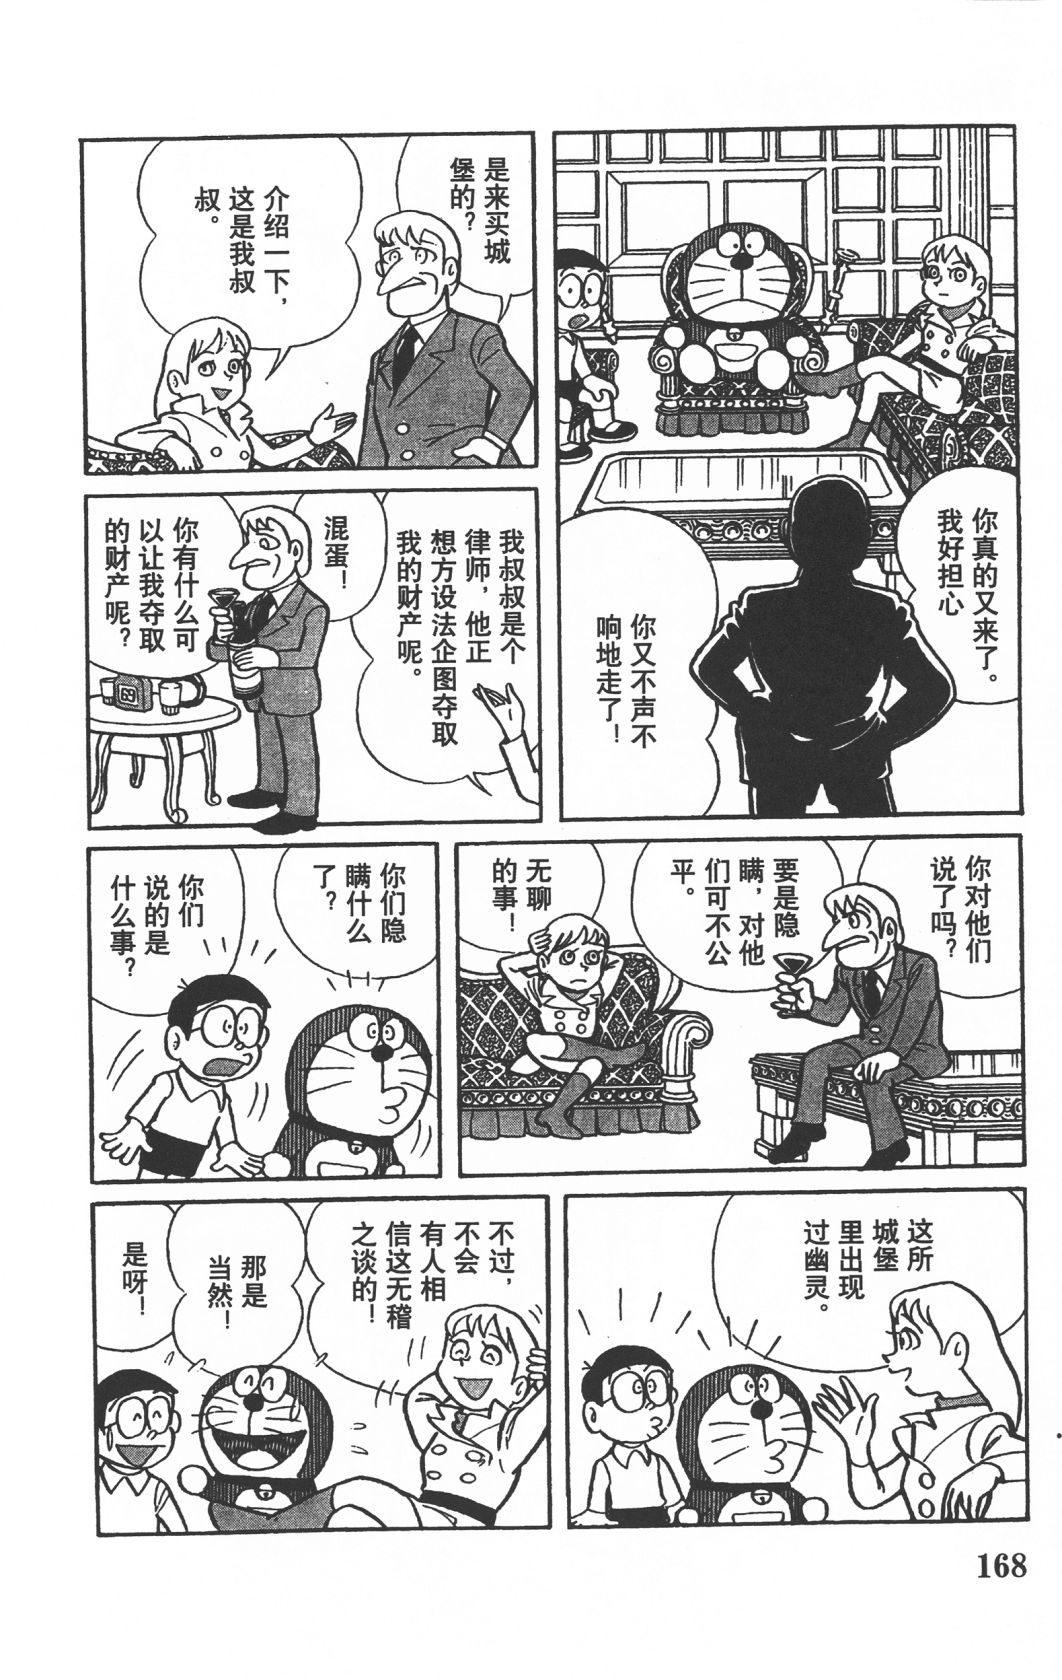 你真的又来了。
我好担心
你又不声不
响地走了！
是来买城
堡的？
介绍一下，
这是我叔
叔。
我叔叔是个
律师，他正
想方设法企图夺取
我的财产呢。
混蛋！
你有什么可
以让我夺取
的财产呢？
你对他们
说了吗？
要是隐
瞒，对他
们可不公
平。
无聊
的事！
你们隐
瞒什么
了？
你们
说的是
什么事？
这所
城堡
里出现
过幽灵。
不过，
不会
有人相
信这无稽
之谈的！
那是
当然！
是呀！
168